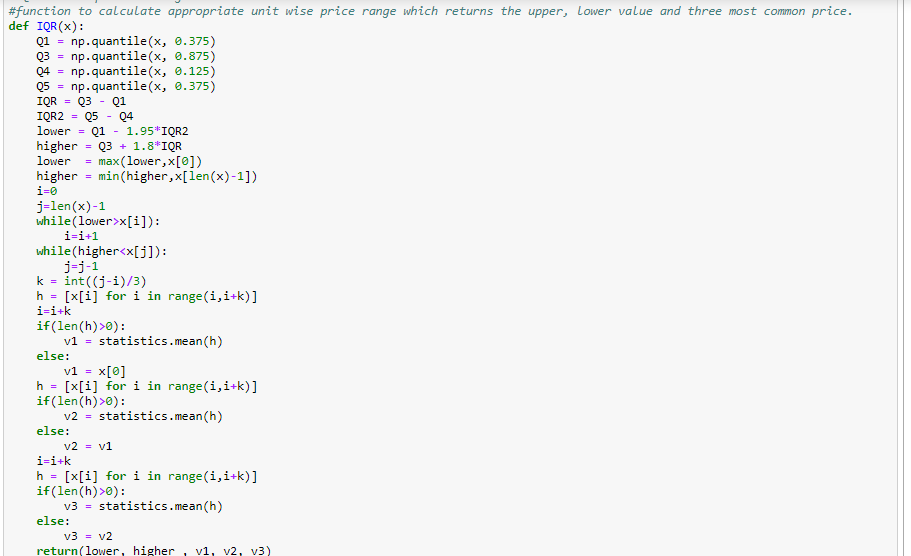 #function to calculate appropriate unit wise price range which returns the upper, lower value and three most common price.
def IQR(x):
    Q1 = np.quantile(x, 0.375)
    Q3 = np.quantile(x, 0.875)
    Q4 = np.quantile(x, 0.125)
    Q5 = np.quantile(x, 0.375)
    IQR = Q3 - Q1
    IQR2 = Q5 - Q4
    lower = Q1 - 1.95*IQR2
    higher = Q3 + 1.8*IQR
    lower  = max(lower,x[0])
    higher = min(higher,x[len(x)-1])
    i=0
    j=len(x)-1
    while(lower>x[i]):
        i=i+1
    while(higher<x[j]):
        j=j-1
    k = int((j-i)/3)
    h = [x[i] for i in range(i,i+k)]
    i=i+k
    if(len(h)>0):
        v1 = statistics.mean(h)
    else:
        v1 = x[0]
    h = [x[i] for i in range(i,i+k)]
    if(len(h)>0):
        v2 = statistics.mean(h)
    else:
        v2 = v1
    i=i+k
    h = [x[i] for i in range(i,i+k)]
    if(len(h)>0):
        v3 = statistics.mean(h)
    else:
        v3 = v2
    return(lower, higher , v1, v2, v3)